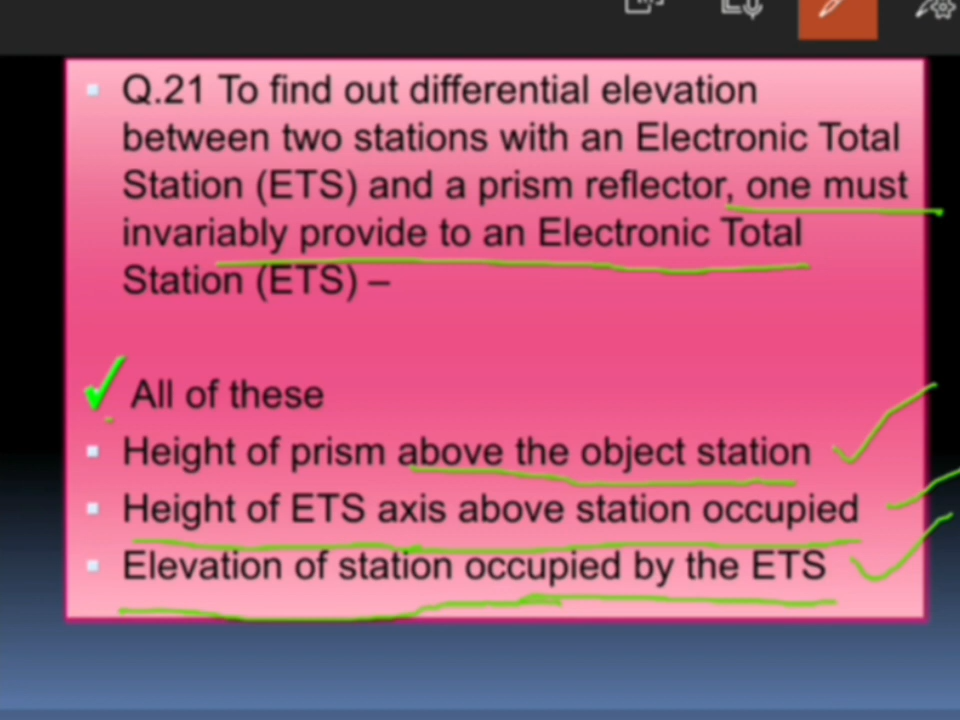 Q.21 To find out differential elevation
between two stations with an Electronic Total
Station (ETS) and a prism reflector, one must
invariably provide to an Electronic Total
Station (ETS) –
All of these
Height of prism above the object station
Height of ETS axis above station occupied
Elevation of station occupied by the ETS